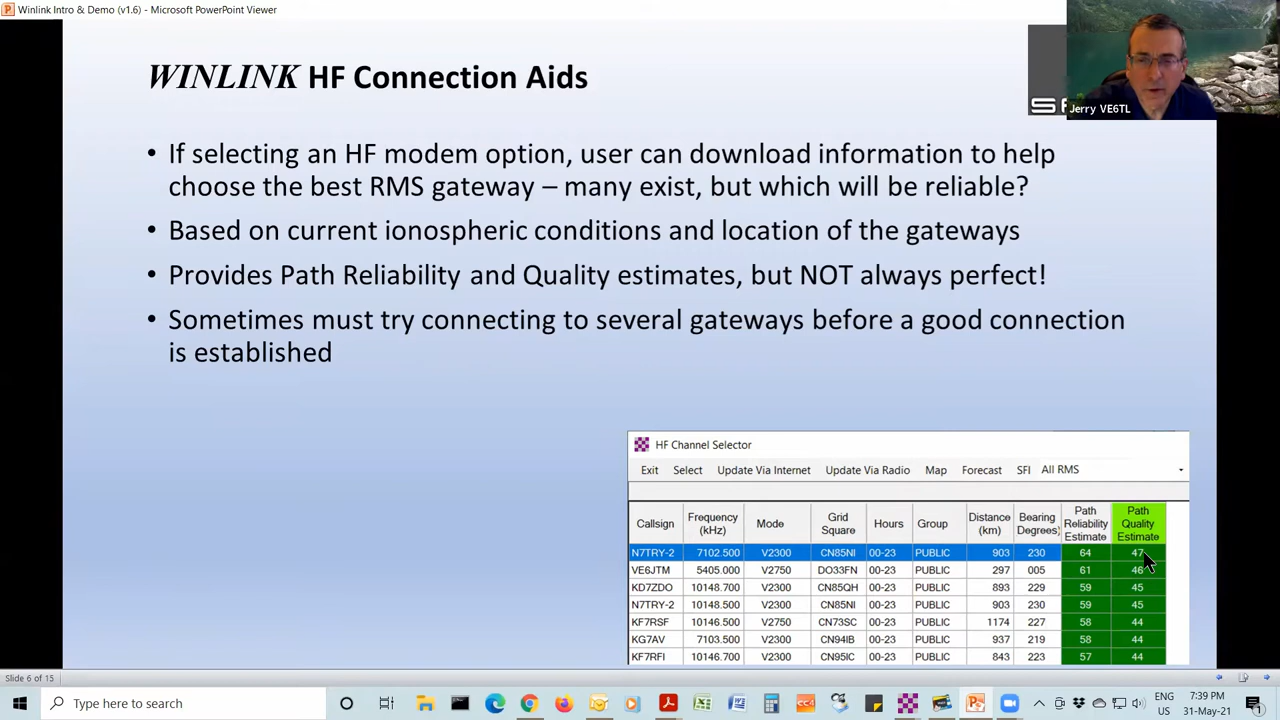 Winlink Intro & Demo (v1.6) - Microsoft PowerPoint Viewer
WINLINK HF Connection Aids
Jerry VE6TL
• If selecting an HF modem option, user can download information to help
choose the best RMS gateway – many exist, but which will be reliable?
• Based on current ionospheric conditions and location of the gateways
• Provides Path Reliability and Quality estimates, but NOT always perfect!
• Sometimes must try connecting to several gateways before a good connection
is established
HF Channel Selector
Exit Select Update Via Internet Update Via Radio Map Forecast SFI All RMS
Callsign Frequency (kHz) Mode Grid Square Hours Group Distance (km) Bearing Degrees) Path Reliability Estimate Path Quality Estimate
N7TRY-2 7102.500 V2300 CN85NI 00-23 PUBLIC 903 230 64 47
VE6JTM 5405.000 V2750 DO33FN 00-23 PUBLIC 297 005 61 46
KD7ZDO 10148.700 V2300 CN85QH 00-23 PUBLIC 893 229 59 45
N7TRY-2 10148.500 V2300 CN85NI 00-23 PUBLIC 903 230 59 45
KF7RSF 10146.500 V2300 CN73SC 00-23 PUBLIC 1174 227 58 44
KG7AV 7103.500 V2300 CN94IB 00-23 PUBLIC 937 219 58 44
KF7RFI 10146.700 V2300 CN95IC 00-23 PUBLIC 843 223 57 44
Slide 6 of 15
Type here to search
ENG
US
7:39 PM
31-May-21